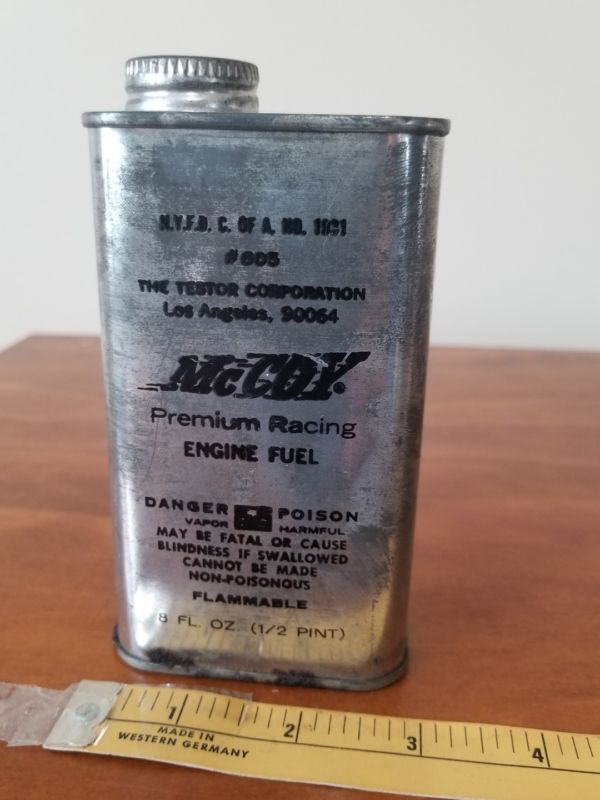 N.Y.F.D. C. OF A. NO. 1191
#605
THE TESTOR CORPORATION
Los Angeles, 90064
McCOY®
Premium Racing
ENGINE FUEL
DANGER POISON
VAPOR HARMFUL
MAY BE FATAL OR CAUSE
BLINDNESS IF SWALLOWED
CANNOT BE MADE
NON-POISONOUS
FLAMMABLE
8 FL. OZ. (1/2 PINT)
1 2 3 4
MADE IN
WESTERN GERMANY